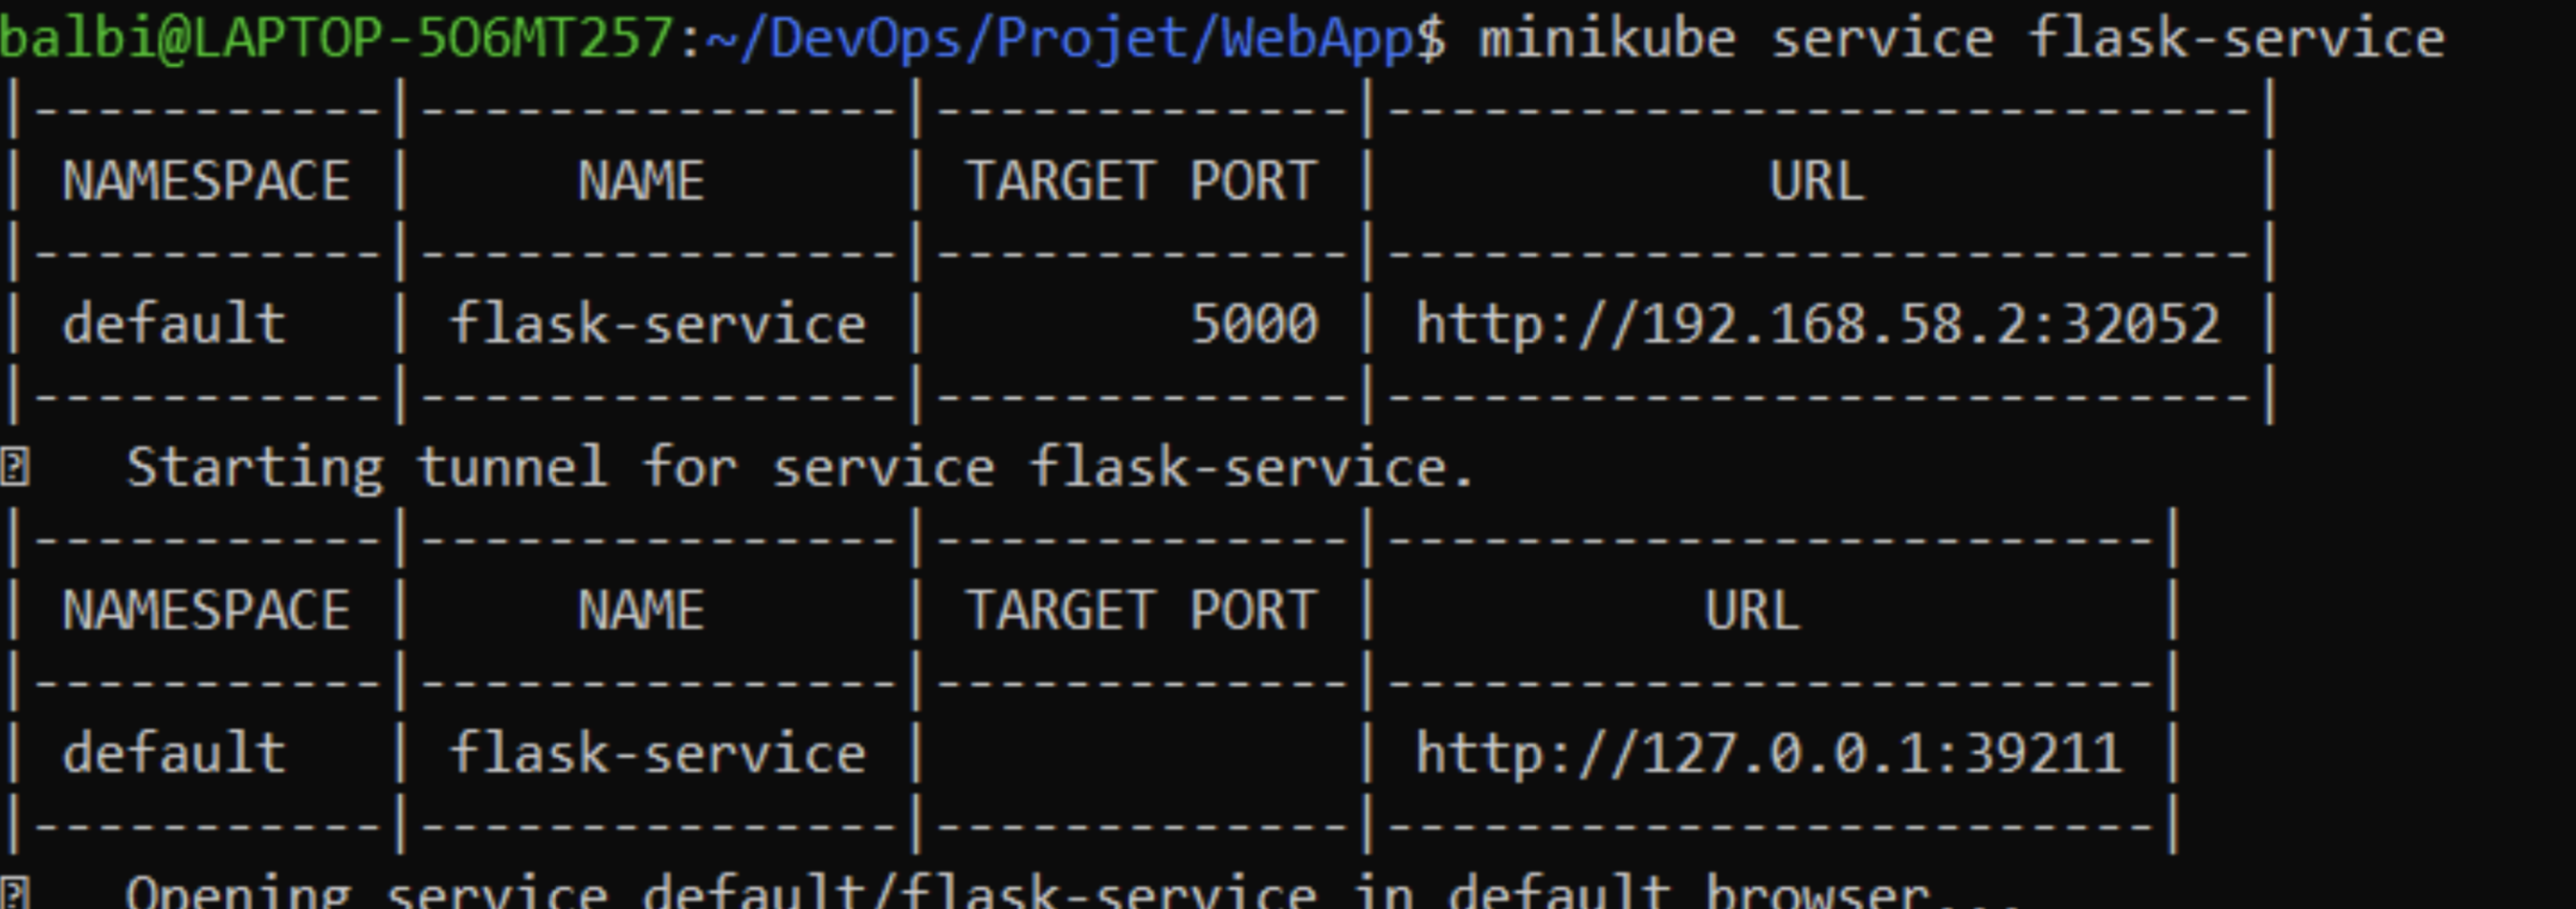 balbi@LAPTOP-5O6MT257:~/DevOps/Projet/WebApp$ minikube service flask-service
|-----------|---------------|-------------|---------------------------|
| NAMESPACE |     NAME      | TARGET PORT |            URL            |
|-----------|---------------|-------------|---------------------------|
| default   | flask-service |        5000 | http://192.168.58.2:32052 |
|-----------|---------------|-------------|---------------------------|
Starting tunnel for service flask-service.
|-----------|---------------|-------------|------------------------|
| NAMESPACE |     NAME      | TARGET PORT |          URL           |
|-----------|---------------|-------------|------------------------|
| default   | flask-service |             | http://127.0.0.1:39211 |
|-----------|---------------|-------------|------------------------|
Opening service default/flask-service in default browser...